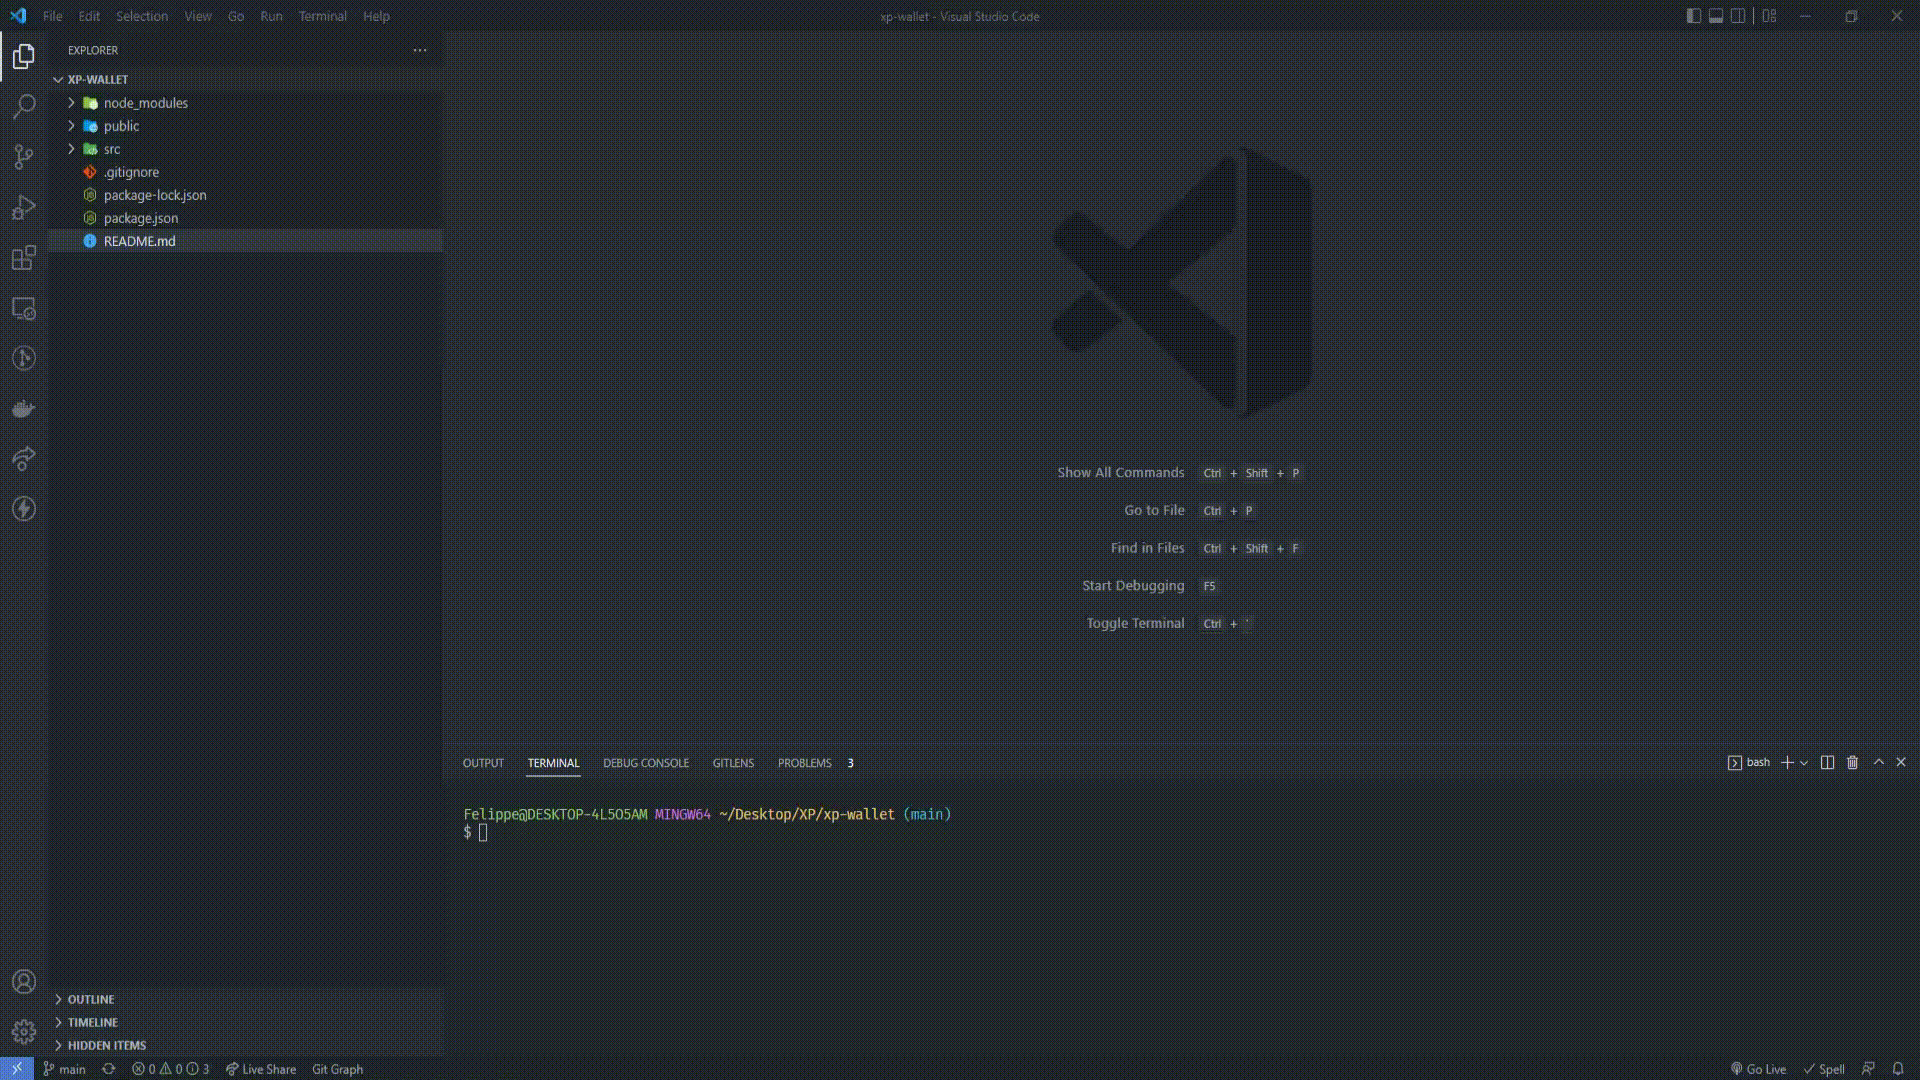 File Edit Selection View Go Run Terminal Help
xp-wallet - Visual Studio Code
EXPLORER
XP-WALLET
node_modules
public
src
.gitignore
package-lock.json
package.json
README.md
Show All Commands Ctrl + Shift + P
Go to File Ctrl + P
Find in Files Ctrl + Shift + F
Start Debugging F5
Toggle Terminal Ctrl + `
OUTPUT TERMINAL DEBUG CONSOLE GITLENS PROBLEMS 3
bash
Felippe@DESKTOP-4L5O5AM MINGW64 ~/Desktop/XP/xp-wallet (main)
$
OUTLINE
TIMELINE
HIDDEN ITEMS
main 0 0 3 Live Share Git Graph
Go Live Spell